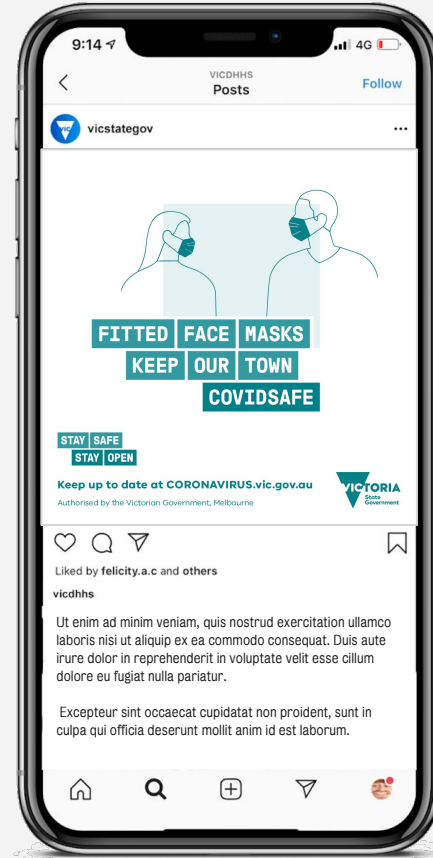 9:14
4G
VICDHHS
Posts
Follow
VIC
vicstategov
FITTED FACE MASKS
KEEP OUR TOWN
COVIDSAFE
STAY SAFE
STAY OPEN
Keep up to date at CORONAVIRUS.vic.gov.au
Authorised by the Victorian Government, Melbourne
VICTORIA
State
Government
Liked by felicity.a.c and others
vicdhhs
Ut enim ad minim veniam, quis nostrud exercitation ullamco
laboris nisi ut aliquip ex ea commodo consequat. Duis aute
irure dolor in reprehenderit in voluptate velit esse cillum
dolore eu fugiat nulla pariatur.
Excepteur sint occaecat cupidatat non proident, sunt in
culpa qui officia deserunt mollit anim id est laborum.